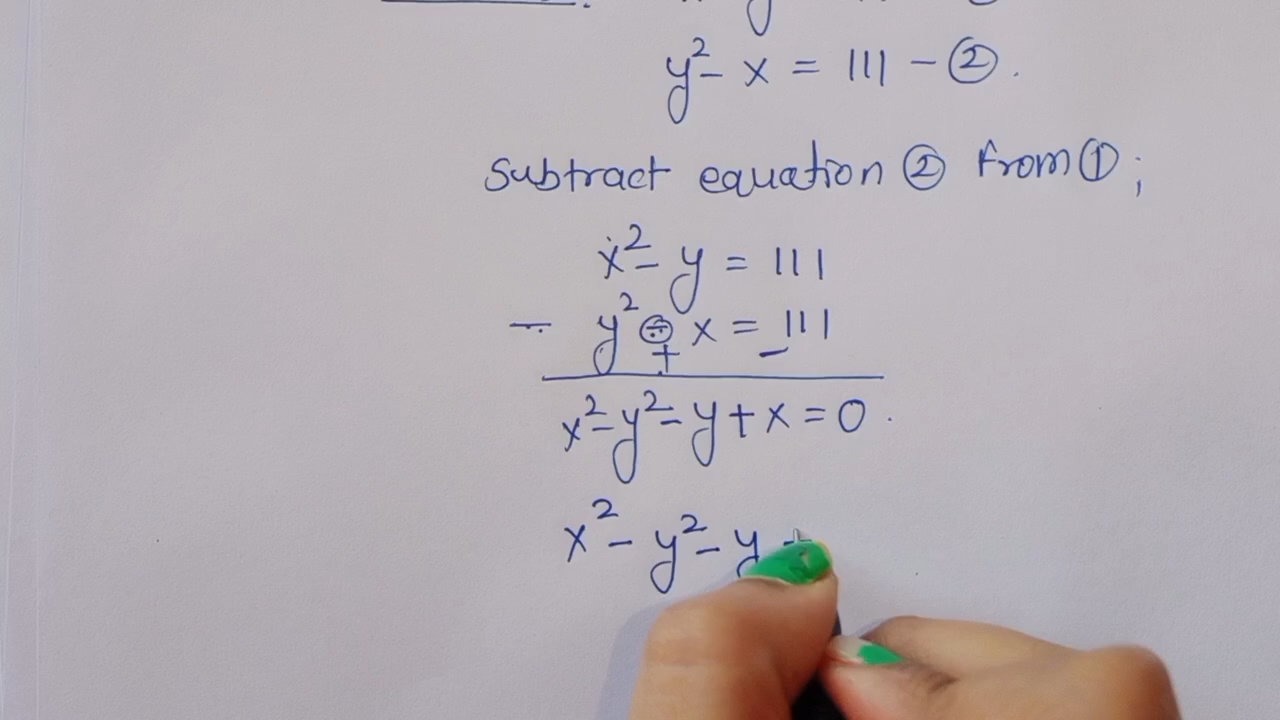 y² - x = 111 - ②.
Subtract equation ② from ① ;
x² - y = 111
- y² - x = 111
+ -
x² - y² - y + x = 0.
x² - y² - y